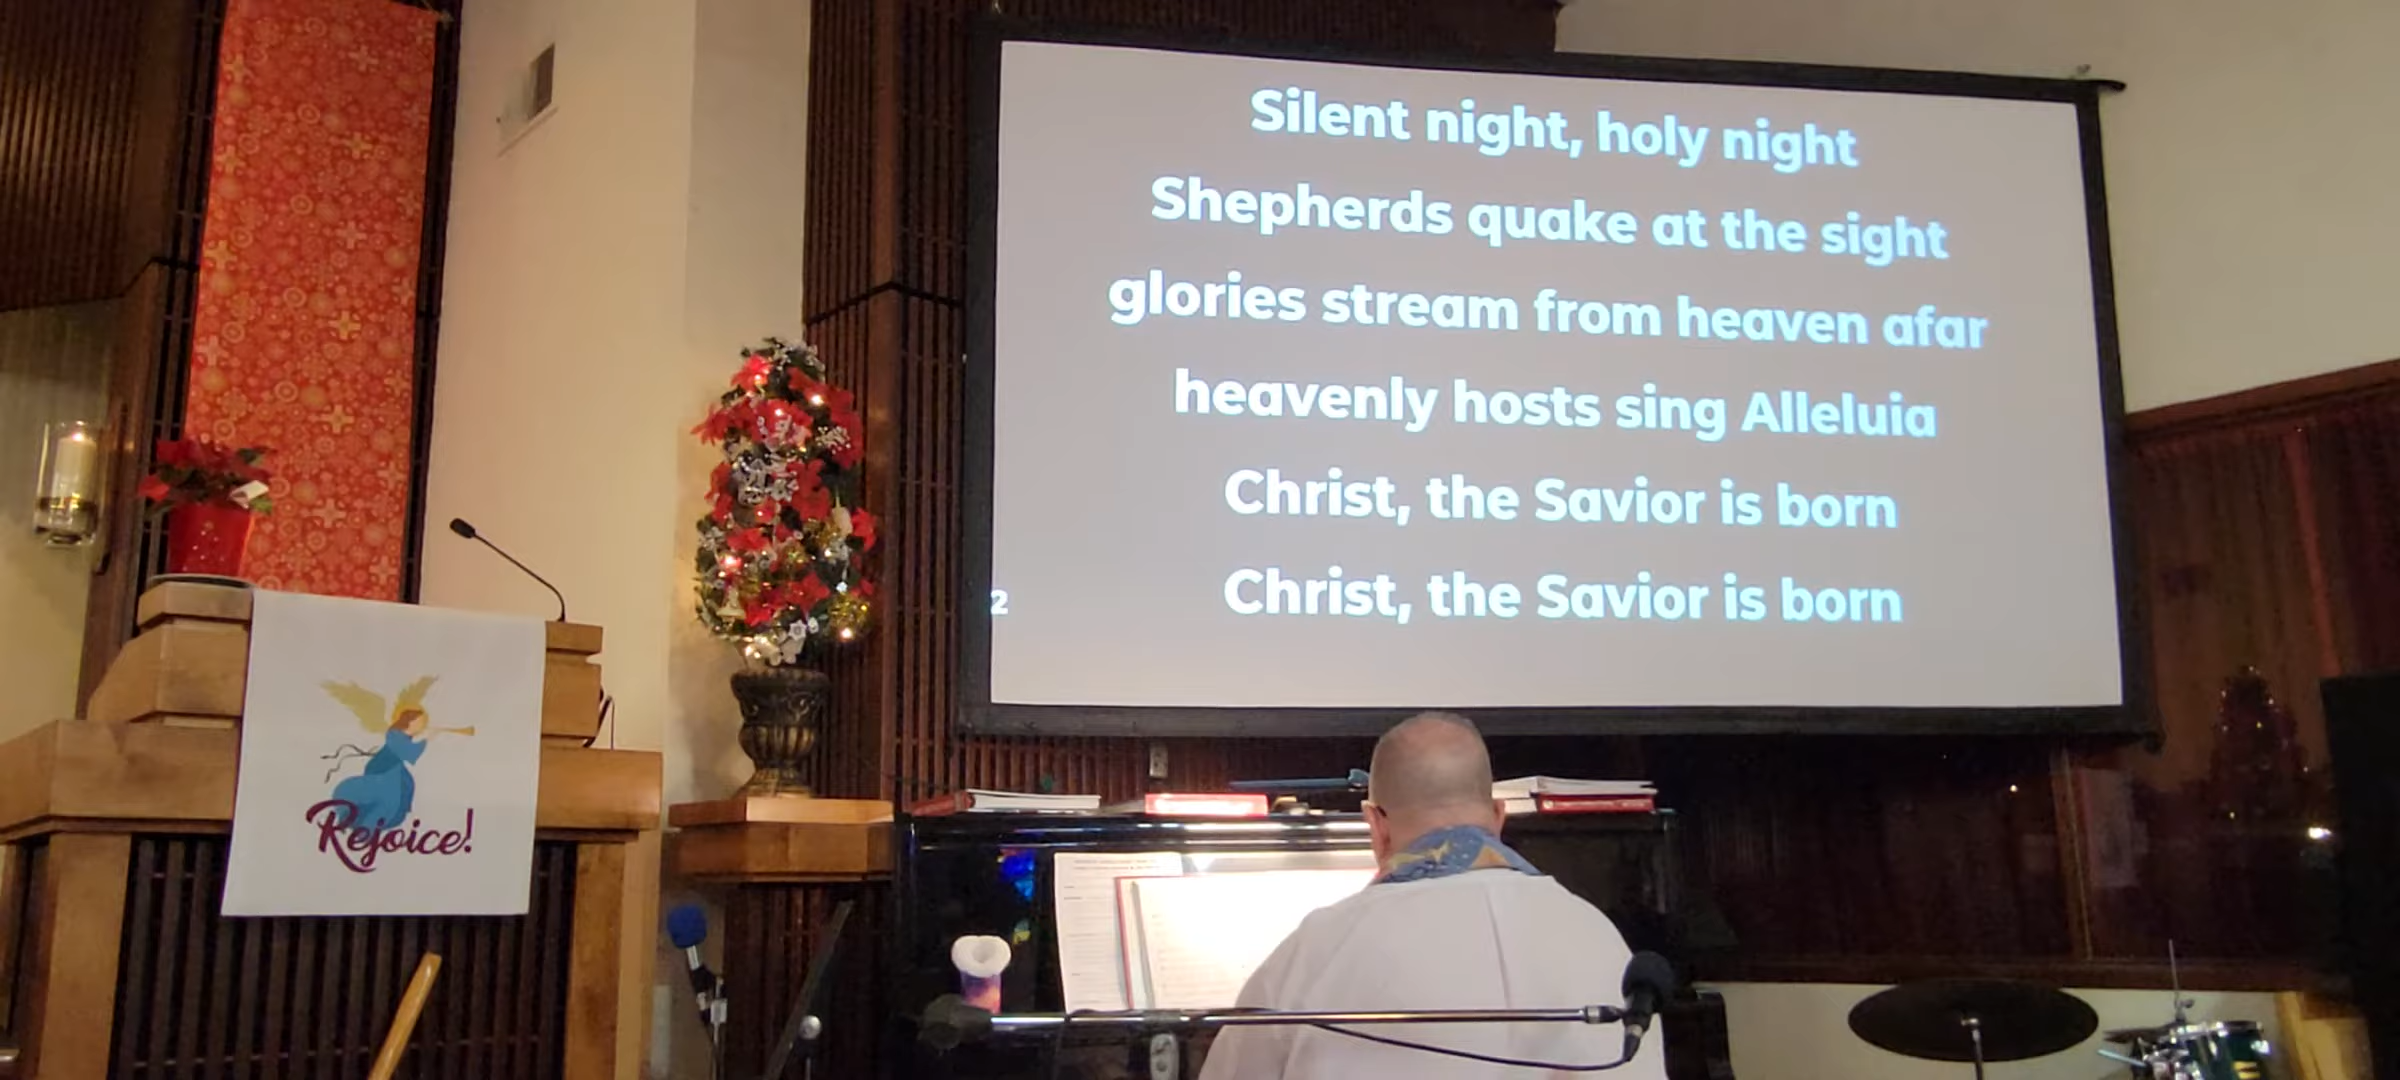 Silent night, holy night
Shepherds quake at the sight
glories stream from heaven afar
heavenly hosts sing Alleluia
Christ, the Savior is born
Christ, the Savior is born
2
Rejoice!